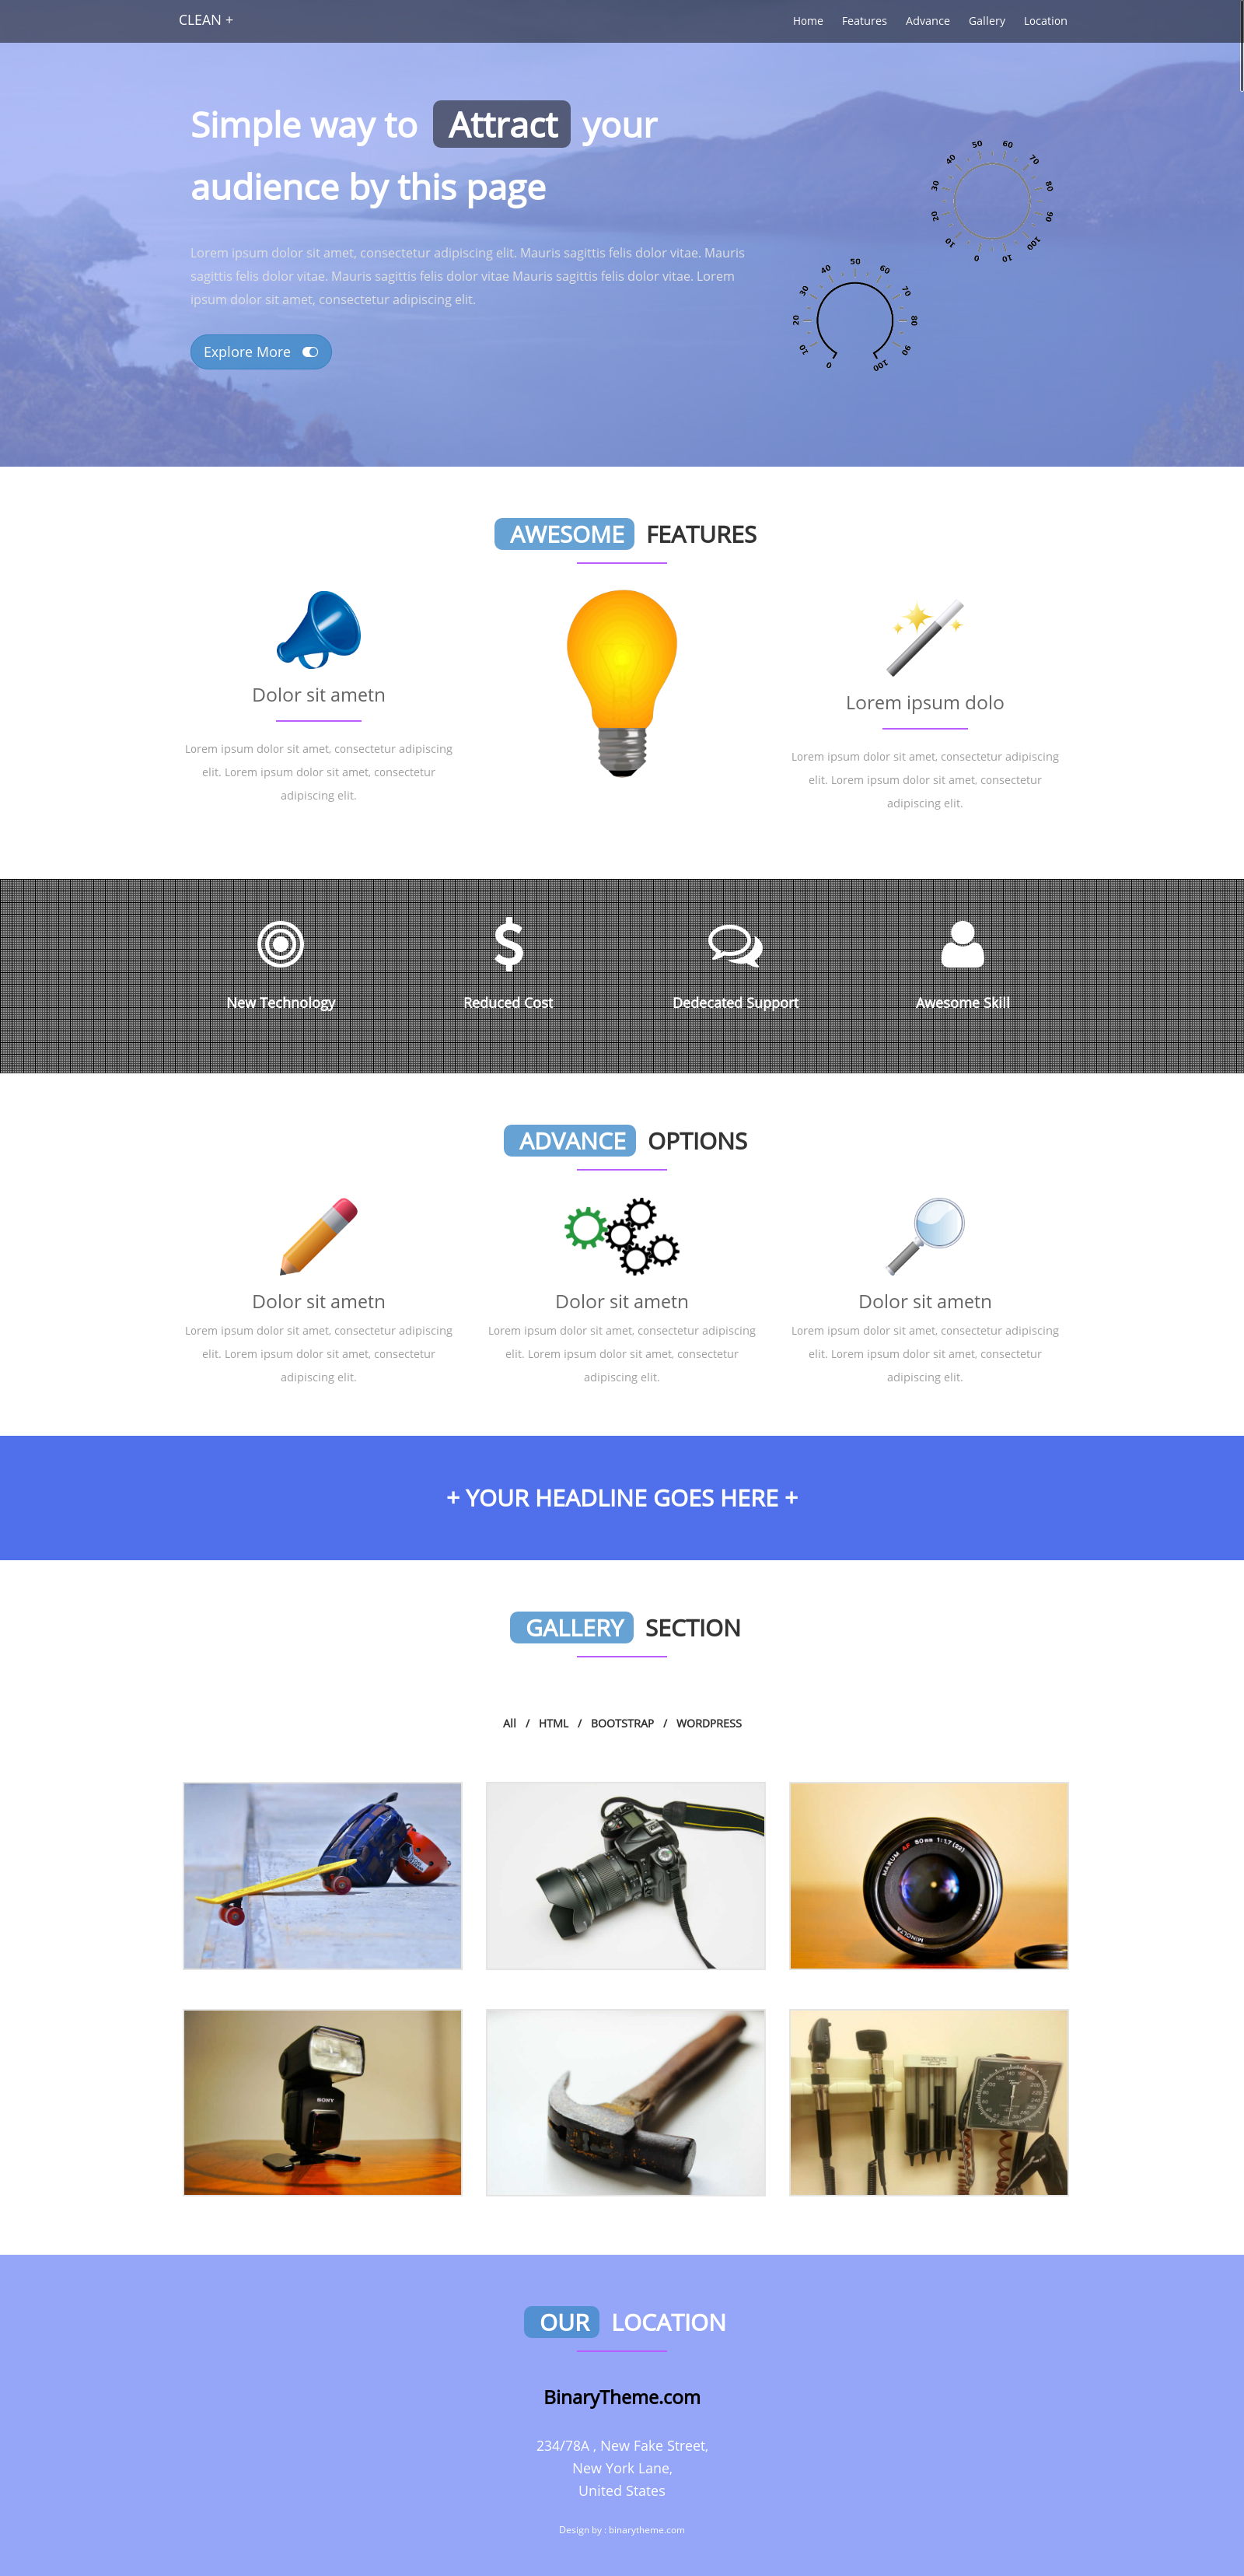 CLEAN +
Home Features Advance Gallery Location
Simple way to Attract your
audience by this page
Lorem ipsum dolor sit amet, consectetur adipiscing elit. Mauris sagittis felis dolor vitae. Mauris
sagittis felis dolor vitae. Mauris sagittis felis dolor vitae Mauris sagittis felis dolor vitae. Lorem
ipsum dolor sit amet, consectetur adipiscing elit.
Explore More
0 10 20 30 40 50 60 70 80 90 100 10
0 10 20 30 40 50 60 70 80 90 100
AWESOME FEATURES
Dolor sit ametn
Lorem ipsum dolor sit amet, consectetur adipiscing
elit. Lorem ipsum dolor sit amet, consectetur
adipiscing elit.
Lorem ipsum dolo
Lorem ipsum dolor sit amet, consectetur adipiscing
elit. Lorem ipsum dolor sit amet, consectetur
adipiscing elit.
New Technology
Reduced Cost
Dedecated Support
Awesome Skill
ADVANCE OPTIONS
Dolor sit ametn
Lorem ipsum dolor sit amet, consectetur adipiscing
elit. Lorem ipsum dolor sit amet, consectetur
adipiscing elit.
Dolor sit ametn
Lorem ipsum dolor sit amet, consectetur adipiscing
elit. Lorem ipsum dolor sit amet, consectetur
adipiscing elit.
Dolor sit ametn
Lorem ipsum dolor sit amet, consectetur adipiscing
elit. Lorem ipsum dolor sit amet, consectetur
adipiscing elit.
+ YOUR HEADLINE GOES HERE +
GALLERY SECTION
All / HTML / BOOTSTRAP / WORDPRESS
MAXUM AF 50mm 1:1.7 (22)
MINOLTA
SONY
OUR LOCATION
BinaryTheme.com
234/78A , New Fake Street,
New York Lane,
United States
Design by : binarytheme.com